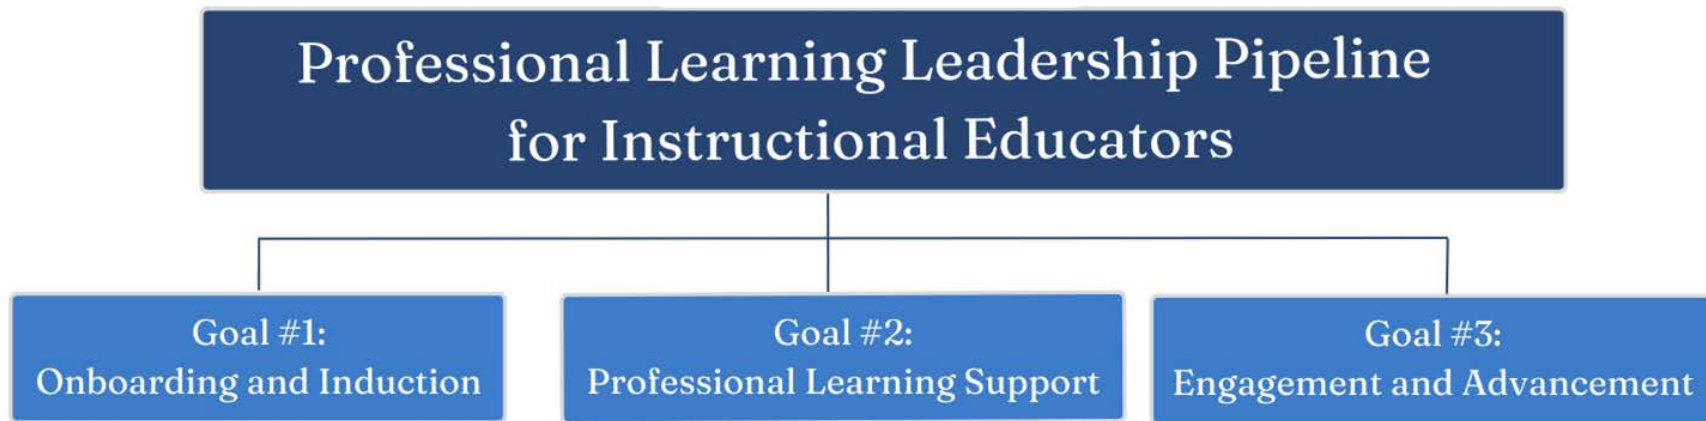 Professional Learning Leadership Pipeline
for Instructional Educators
Goal #1:
Onboarding and Induction
Goal #2:
Professional Learning Support
Goal #3:
Engagement and Advancement